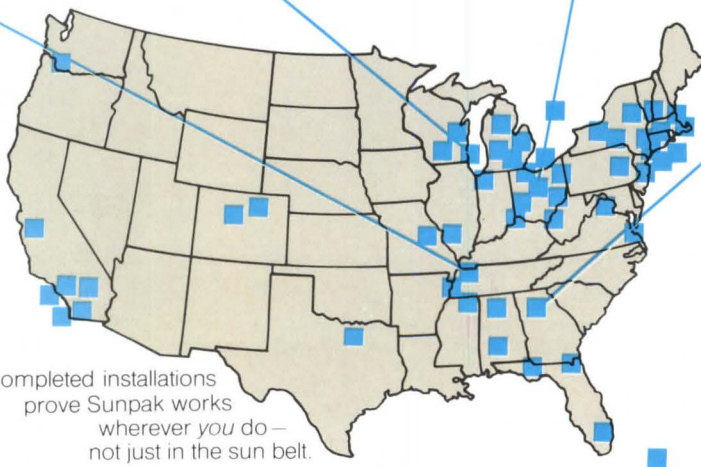 ompleted installations
prove Sunpak works
wherever you do—
not just in the sun belt.